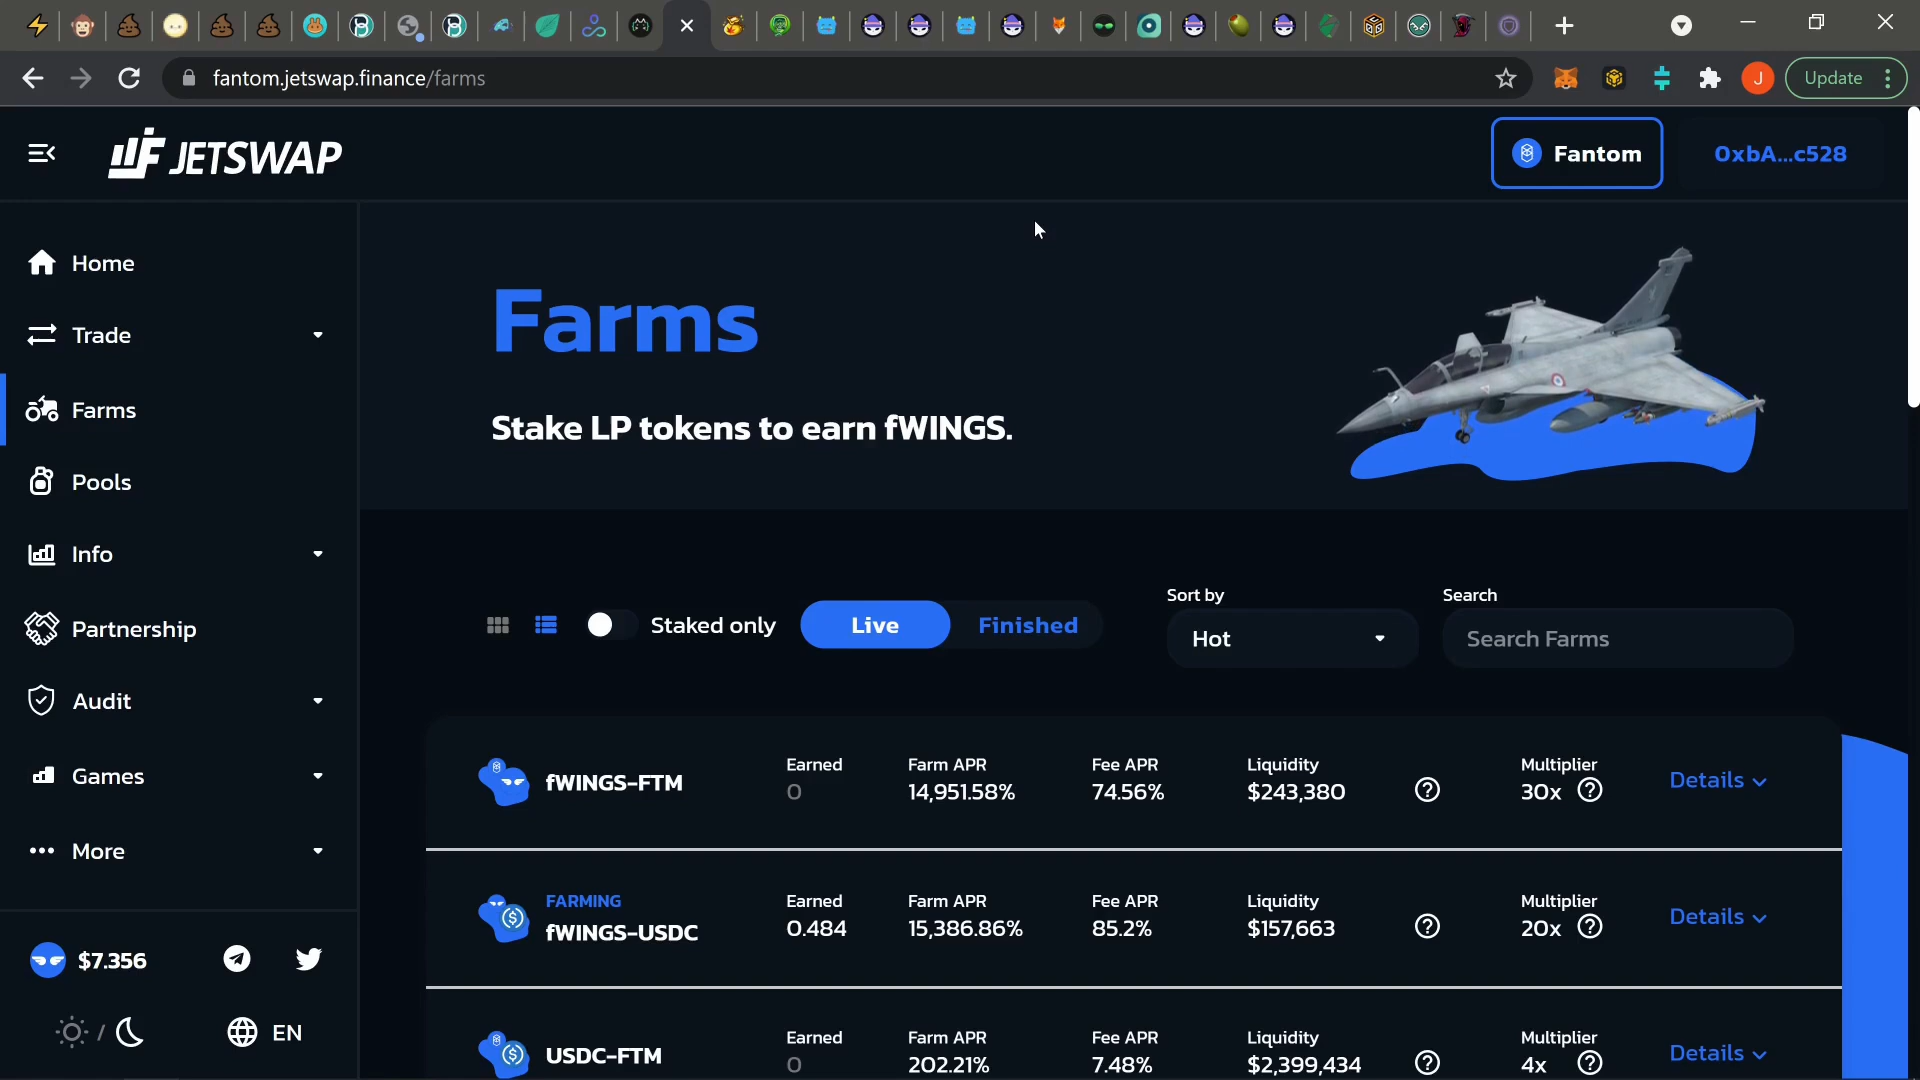 J
Update
fantom.jetswap.finance/farms
JETSWAP
Fantom
0xbA...c528
Home
Trade
Farms
Pools
Info
Partnership
Audit
Games
More
$7.356
/
EN
Farms
Stake LP tokens to earn fWINGS.
Staked only
Live
Finished
Sort by
Hot
Search
Search Farms
fWINGS-FTM
Earned
0
Farm APR
14,951.58%
Fee APR
74.56%
Liquidity
$243,380
Multiplier
30x
Details
FARMING
fWINGS-USDC
Earned
0.484
Farm APR
15,386.86%
Fee APR
85.2%
Liquidity
$157,663
Multiplier
20x
Details
USDC-FTM
Earned
0
Farm APR
202.21%
Fee APR
7.48%
Liquidity
$2,399,434
Multiplier
4x
Details